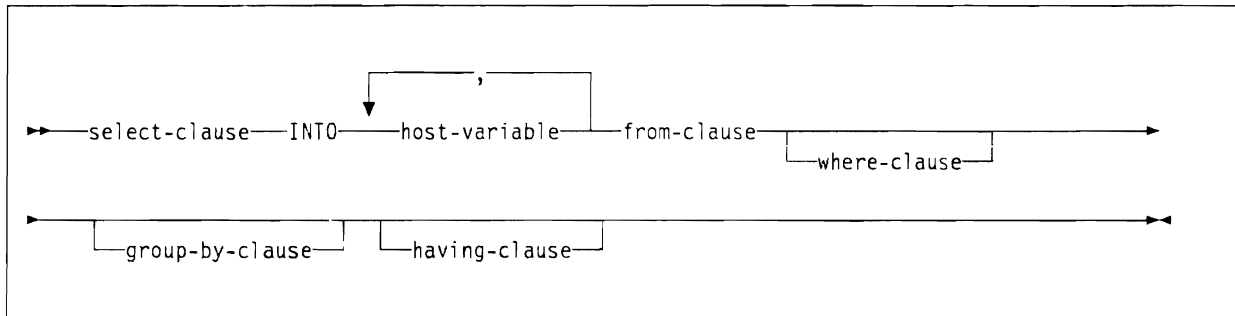 ,
select-clause INTO host-variable from-clause
where-clause
group-by-clause having-clause